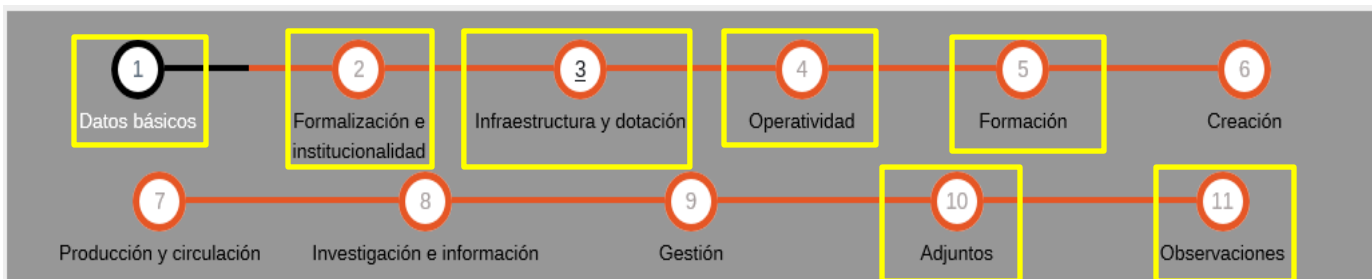 1 2 3 4 5 6
Datos básicos Formalización e Infraestructura y dotación Operatividad Formación Creación
institucionalidad
7 8 9 10 11
Producción y circulación Investigación e información Gestión Adjuntos Observaciones